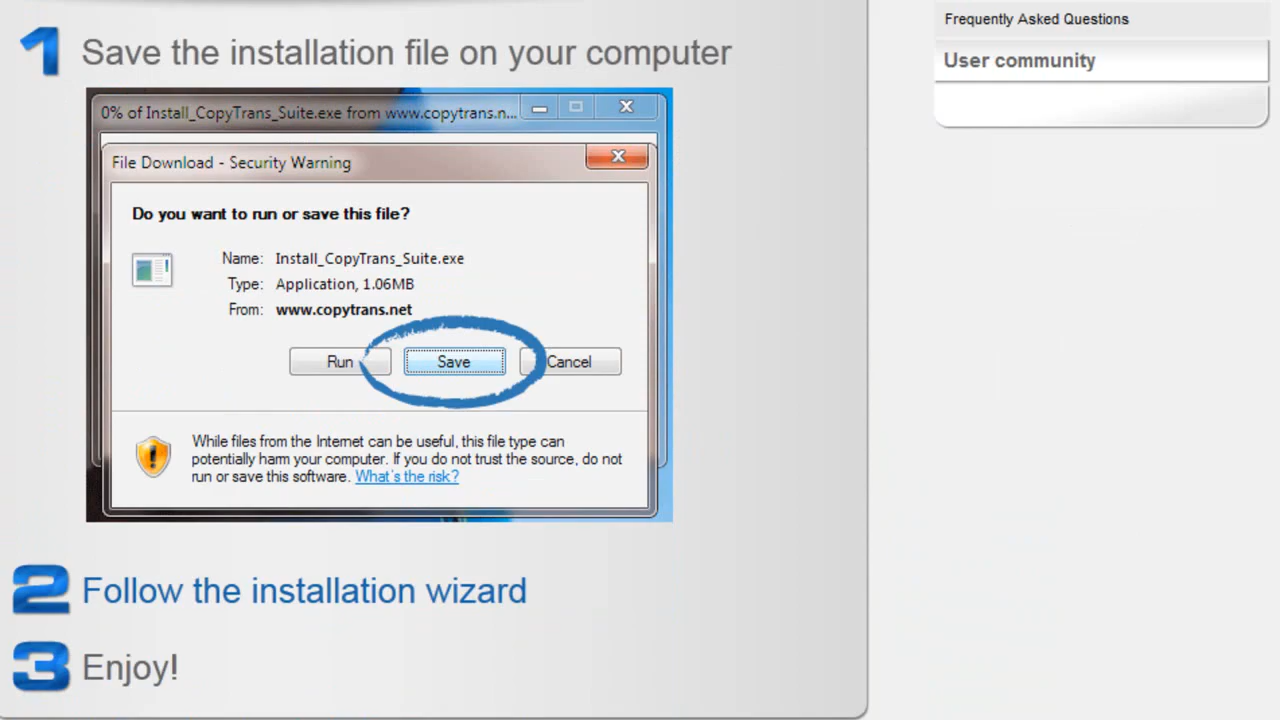 Frequently Asked Questions
User community
1 Save the installation file on your computer
0% of Install_CopyTrans_Suite.exe from www.copytrans.n...
File Download - Security Warning
Do you want to run or save this file?
Name: Install_CopyTrans_Suite.exe
Type: Application, 1.06MB
From: www.copytrans.net
Run Save Cancel
While files from the Internet can be useful, this file type can
potentially harm your computer. If you do not trust the source, do not
run or save this software. What's the risk?
2 Follow the installation wizard
3 Enjoy!